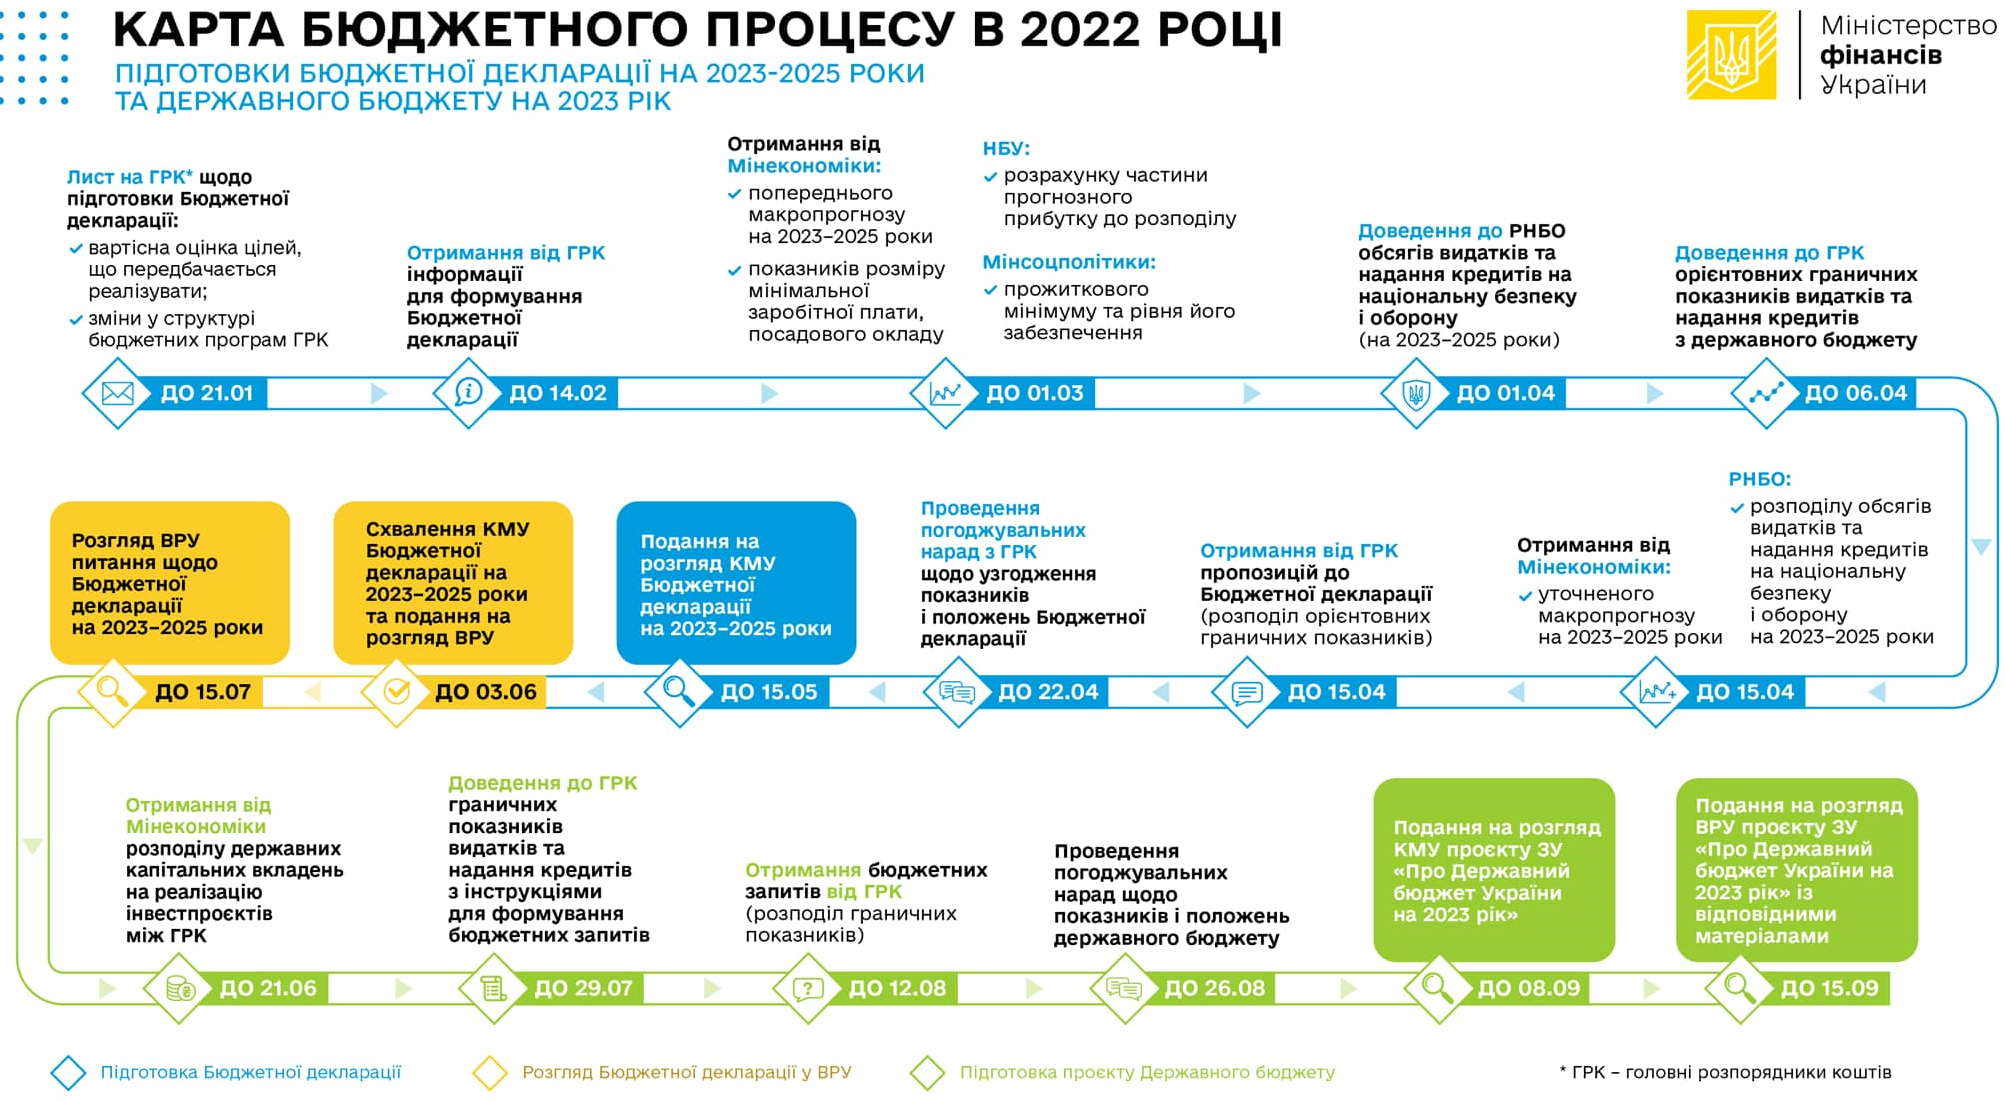 КАРТА БЮДЖЕТНОГО ПРОЦЕСУ В 2022 РОЦІ
ПІДГОТОВКИ БЮДЖЕТНОЇ ДЕКЛАРАЦІЇ НА 2023-2025 РОКИ
ТА ДЕРЖАВНОГО БЮДЖЕТУ НА 2023 РІК
Міністерство
фінансів
України
Лист на ГРК* щодо
підготовки Бюджетної
декларації:
вартісна оцінка цілей,
що передбачається
реалізувати;
зміни у структурі
бюджетних програм ГРК
ДО 21.01
Отримання від ГРК
інформації
для формування
Бюджетної
декларації
ДО 14.02
Отримання від
Мінекономіки:
попереднього
макропрогнозу
на 2023–2025 роки
показників розміру
мінімальної
заробітної плати,
посадового окладу
НБУ:
розрахунку частини
прогнозного
прибутку до розподілу
Мінсоцполітики:
прожиткового
мінімуму та рівня його
забезпечення
ДО 01.03
Доведення до РНБО
обсягів видатків та
надання кредитів на
національну безпеку
і оборону
(на 2023–2025 роки)
ДО 01.04
Доведення до ГРК
орієнтовних граничних
показників видатків та
надання кредитів
з державного бюджету
ДО 06.04
РНБО:
розподілу обсягів
видатків та
надання кредитів
на національну
безпеку
і оборону
на 2023–2025 роки
Отримання від
Мінекономіки:
уточненого
макропрогнозу
на 2023–2025 роки
ДО 15.04
Отримання від ГРК
пропозицій до
Бюджетної декларації
(розподіл орієнтовних
граничних показників)
ДО 15.04
Проведення
погоджувальних
нарад з ГРК
щодо узгодження
показників
і положень Бюджетної
декларації
ДО 22.04
Подання на
розгляд КМУ
Бюджетної
декларації
на 2023–2025 роки
ДО 15.05
Схвалення КМУ
Бюджетної
декларації на
2023–2025 роки
та подання на
розгляд ВРУ
ДО 03.06
Розгляд ВРУ
питання щодо
Бюджетної
декларації
на 2023–2025 роки
ДО 15.07
Отримання від
Мінекономіки
розподілу державних
капітальних вкладень
на реалізацію
інвестпроєктів
між ГРК
ДО 21.06
Доведення до ГРК
граничних
показників
видатків та
надання кредитів
з інструкціями
для формування
бюджетних запитів
ДО 29.07
Отримання бюджетних
запитів від ГРК
(розподіл граничних
показників)
ДО 12.08
Проведення
погоджувальних
нарад щодо
показників і положень
державного бюджету
ДО 26.08
Подання на розгляд
КМУ проєкту ЗУ
«Про Державний
бюджет України
на 2023 рік»
ДО 08.09
Подання на розгляд
ВРУ проєкту ЗУ
«Про Державний
бюджет України на
2023 рік» із
відповідними
матеріалами
ДО 15.09
Підготовка Бюджетної декларації
Розгляд Бюджетної декларації у ВРУ
Підготовка проєкту Державного бюджету
* ГРК – головні розпорядники коштів